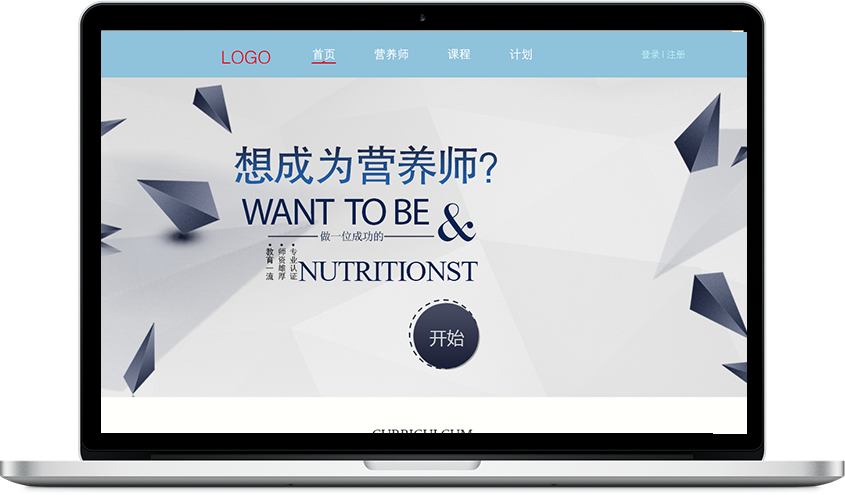 LOGO 首页 营养师 课程 计划 登录 | 注册
想成为营养师?
WANT TO BE &
做一位成功的
专业认证
师资雄厚
教育一流
NUTRITIONST
开始